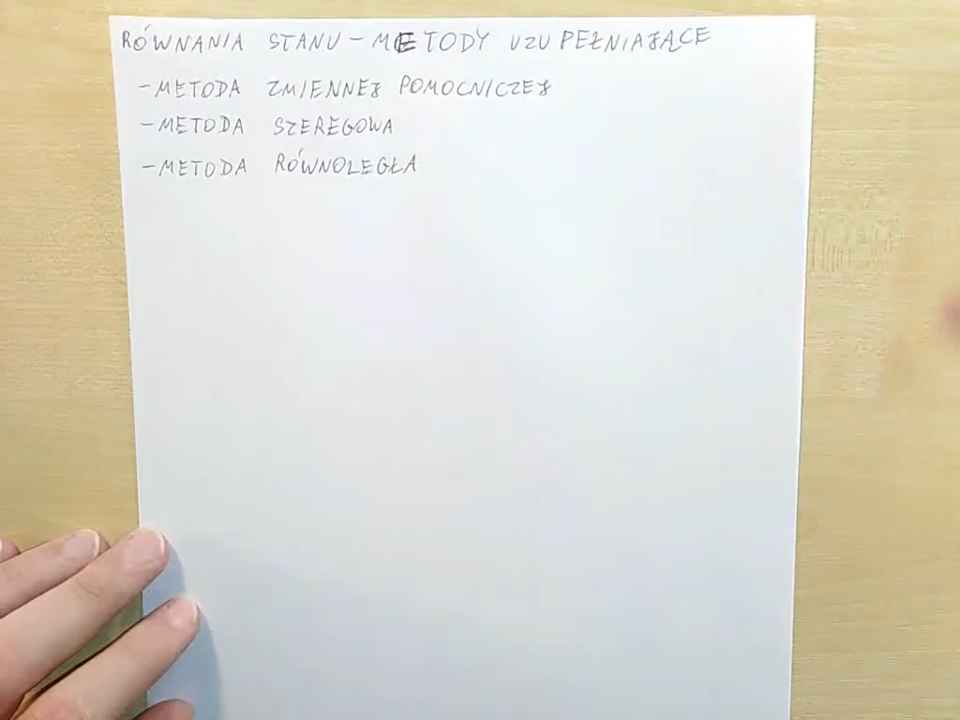 RÓWNANIA STANU - METODY UZUPEŁNIAJĄCE
- METODA ZMIENNEJ POMOCNICZEJ
- METODA SZEREGOWA
- METODA RÓWNOLEGŁA